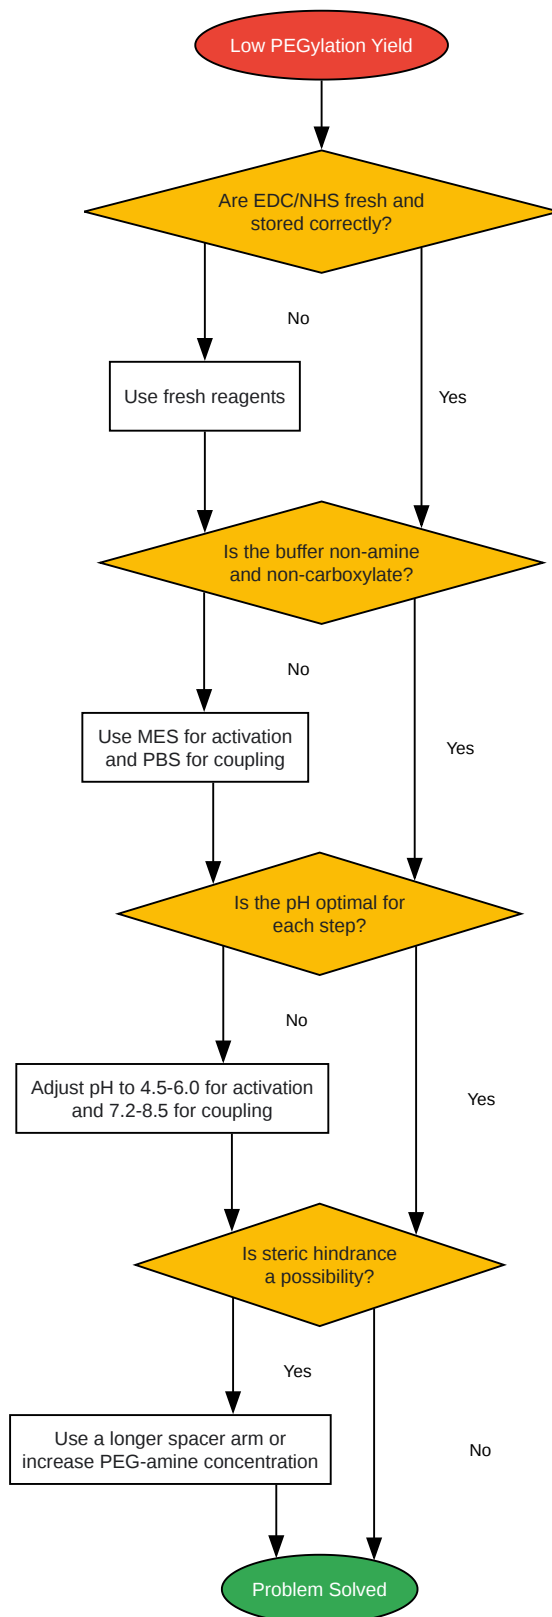 Low PEGylation Yield
Are EDC/NHS fresh and
stored correctly?
No
Use fresh reagents
Yes
Is the buffer non-amine
and non-carboxylate?
No
Use MES for activation
and PBS for coupling
Yes
Is the pH optimal for
each step?
No
Adjust pH to 4.5-6.0 for activation
and 7.2-8.5 for coupling
Yes
Is steric hindrance
a possibility?
Yes
Use a longer spacer arm or
increase PEG-amine concentration
No
Problem Solved